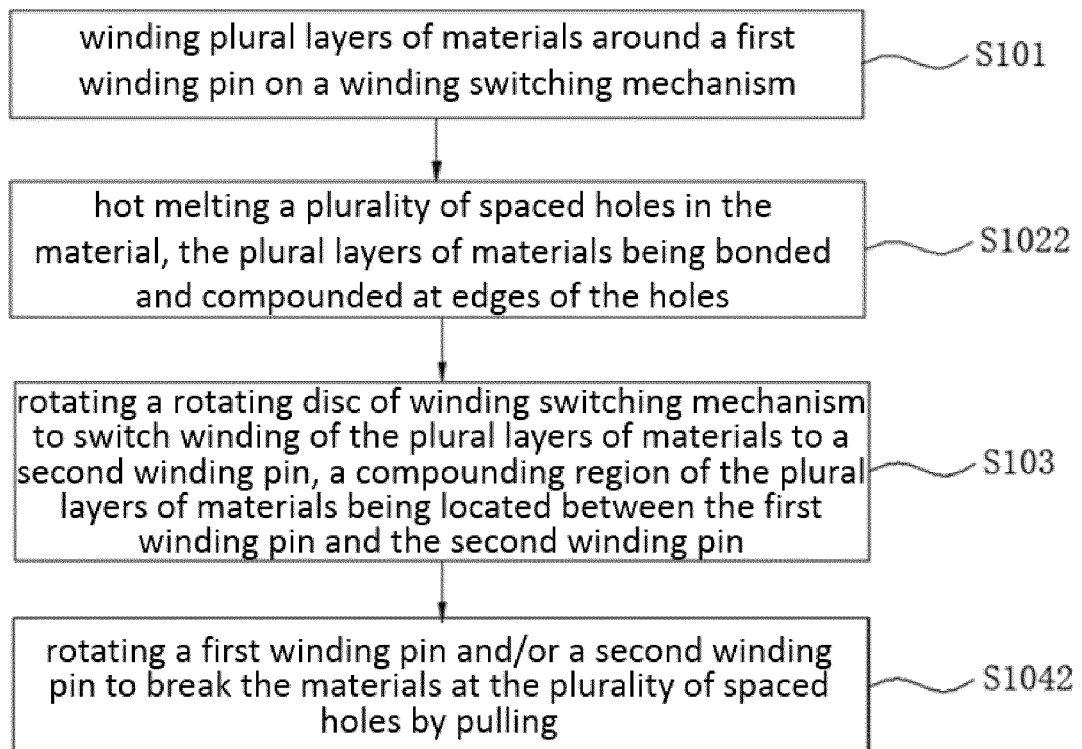 winding plural layers of materials around a first
winding pin on a winding switching mechanism
S101
hot melting a plurality of spaced holes in the
material, the plural layers of materials being bonded
and compounded at edges of the holes
S1022
rotating a rotating disc of winding switching mechanism
to switch winding of the plural layers of materials to a
second winding pin, a compounding region of the plural
layers of materials being located between the first
winding pin and the second winding pin
S103
rotating a first winding pin and/or a second winding
pin to break the materials at the plurality of spaced
holes by pulling
S1042